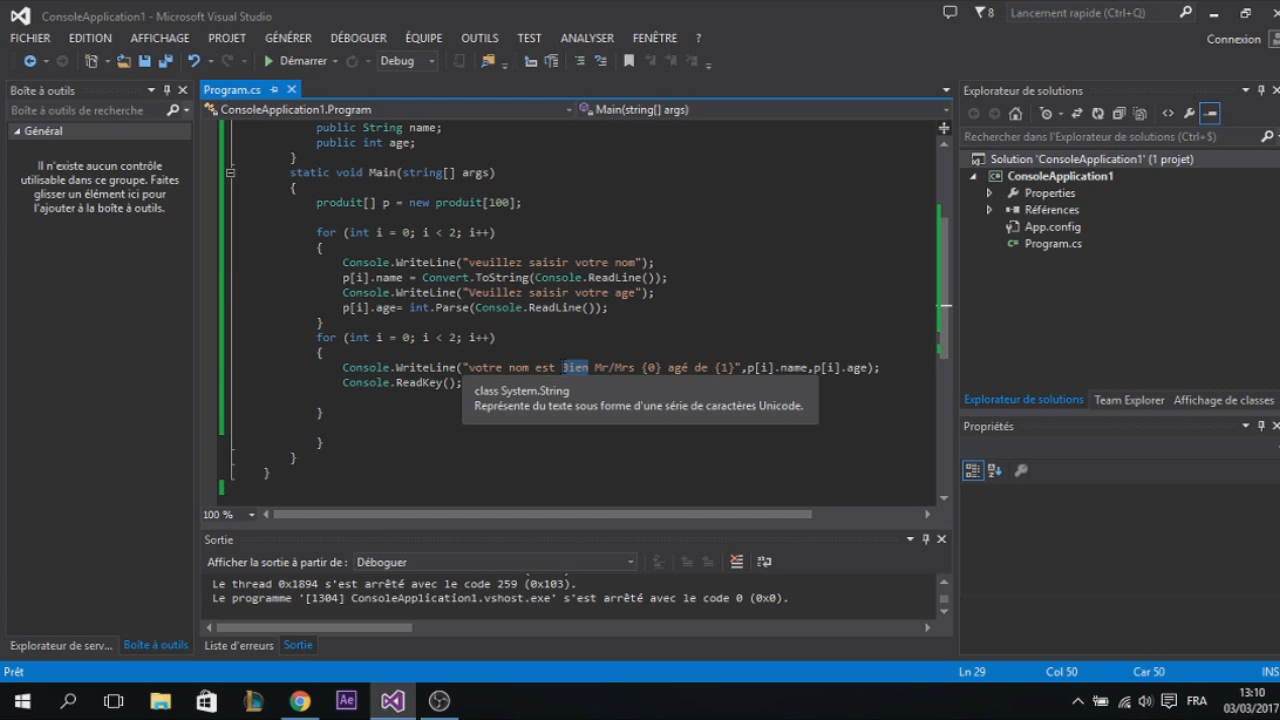 ConsoleApplication1 - Microsoft Visual Studio
8
Lancement rapide (Ctrl+Q)
FICHIER EDITION AFFICHAGE PROJET GÉNÉRER DÉBOGUER ÉQUIPE OUTILS TEST ANALYSER FENÊTRE ?
Connexion
Démarrer
Debug
Boîte à outils
Boîte à outils de recherche
Général
Il n'existe aucun contrôle
utilisable dans ce groupe. Faites
glisser un élément ici pour
l'ajouter à la boîte à outils.
Program.cs
ConsoleApplication1.Program
Main(string[] args)
public String name;
public int age;
}
static void Main(string[] args)
{
produit[] p = new produit[100];
for (int i = 0; i < 2; i++)
{
Console.WriteLine("veuillez saisir votre nom");
p[i].name = Convert.ToString(Console.ReadLine());
Console.WriteLine("Veuillez saisir votre age");
p[i].age= int.Parse(Console.ReadLine());
}
for (int i = 0; i < 2; i++)
{
Console.WriteLine("votre nom est Bien Mr/Mrs {0} agé de {1}",p[i].name,p[i].age);
Console.ReadKey();
class System.String
Représente du texte sous forme d'une série de caractères Unicode.
}
}
}
}
100 %
Sortie
Afficher la sortie à partir de : Déboguer
Le thread 0x1894 s'est arrêté avec le code 259 (0x103).
Le programme '[1304] ConsoleApplication1.vshost.exe' s'est arrêté avec le code 0 (0x0).
Explorateur de serv... Boîte à outils
Liste d'erreurs Sortie
Explorateur de solutions
Rechercher dans l'Explorateur de solutions (Ctrl+$)
Solution 'ConsoleApplication1' (1 projet)
ConsoleApplication1
Properties
Références
App.config
Program.cs
Explorateur de solutions Team Explorer Affichage de classes
Propriétés
Prêt
Ln 29 Col 50 Car 50 INS
Ae
FRA
13:10
03/03/2017